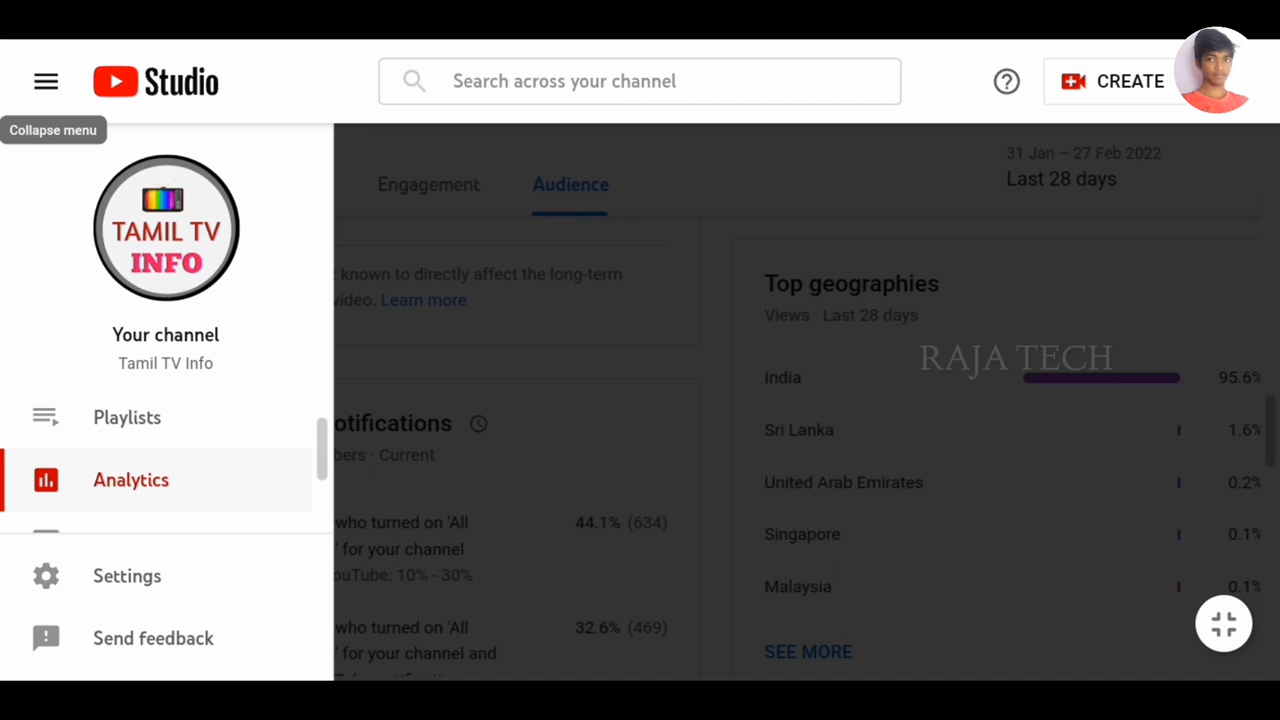 Studio
Search across your channel
CREATE
Collapse menu
TAMIL TV
INFO
Your channel
Tamil TV Info
Playlists
Analytics
Settings
Send feedback
Engagement
Audience
31 Jan – 27 Feb 2022
Last 28 days
known to directly affect the long-term
Learn more
Current
who turned on 'All
44.1% (634)
for your channel
10% - 30%
who turned on 'All
32.6% (469)
for your channel and
Top geographies
Views · Last 28 days
RAJA TECH
India 95.6%
Sri Lanka 1.6%
United Arab Emirates 0.2%
Singapore 0.1%
Malaysia 0.1%
SEE MORE